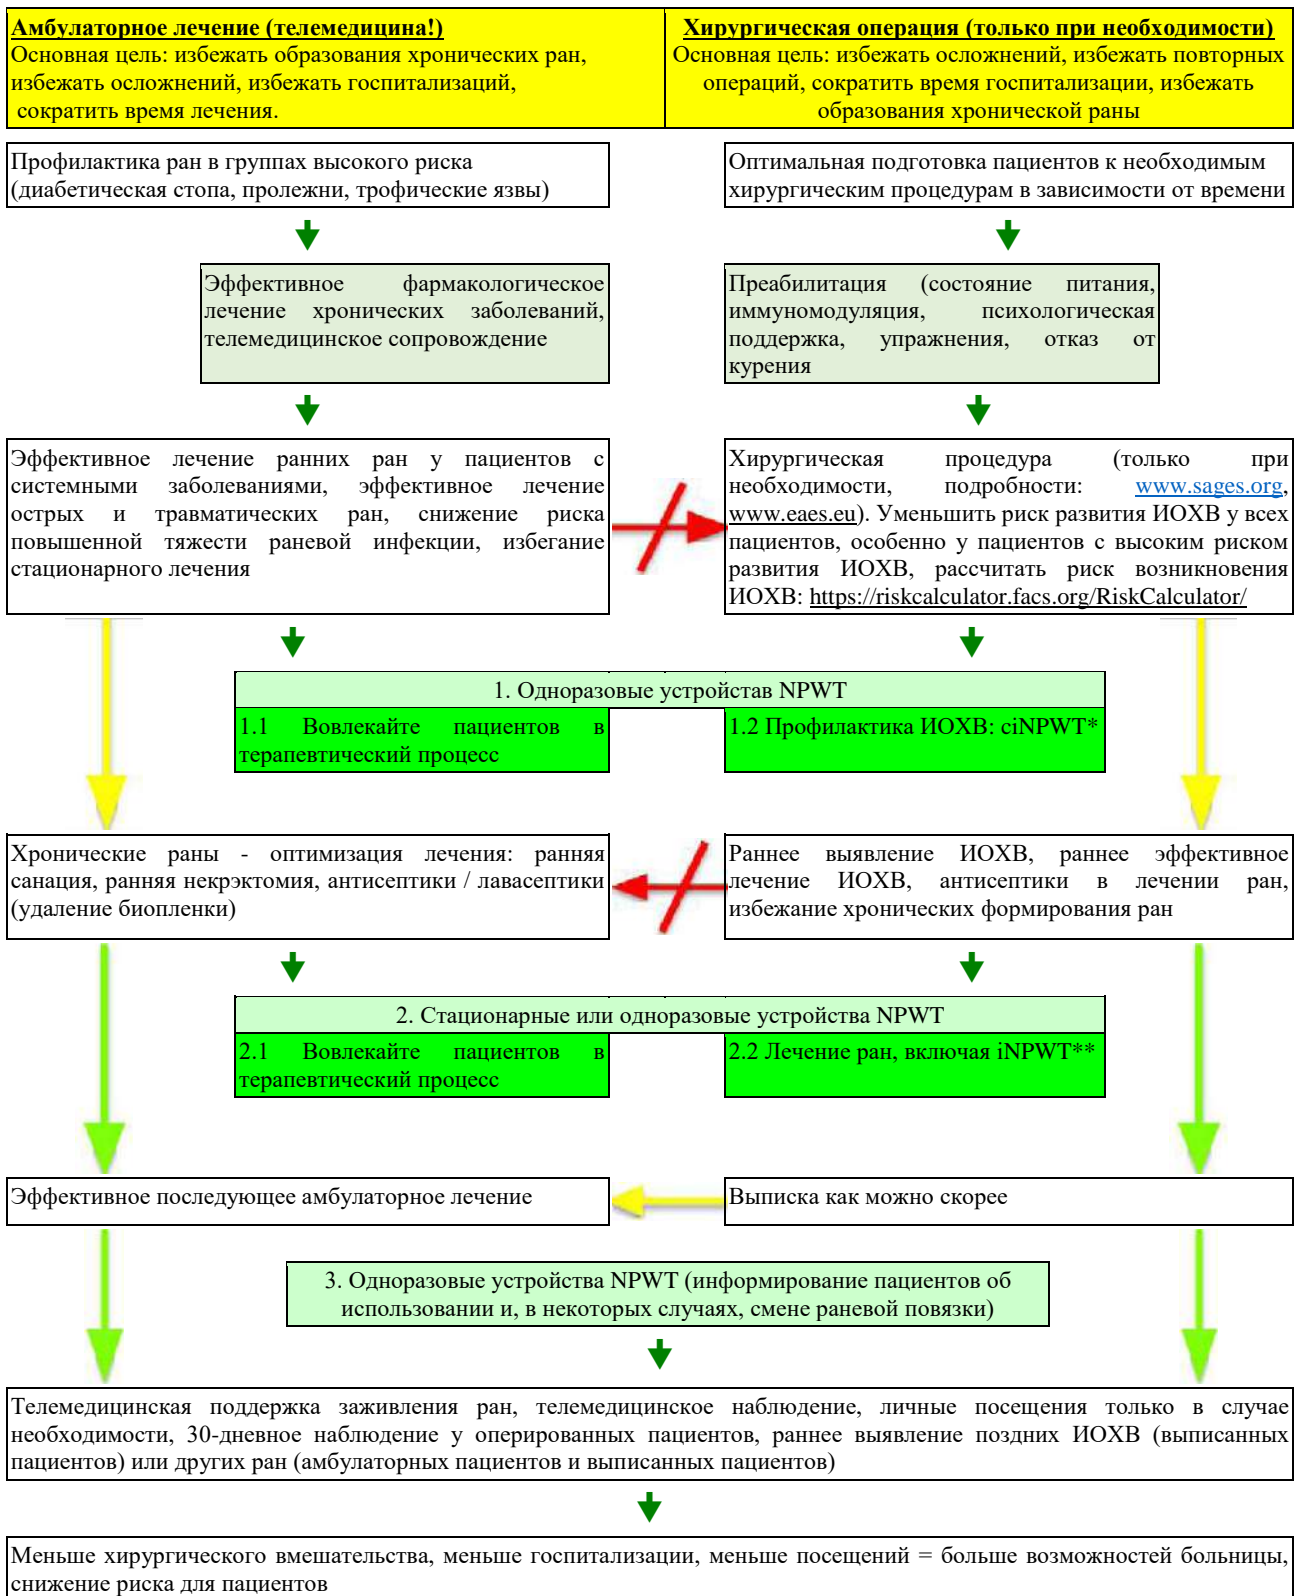 Амбулаторное лечение (телемедицина!)
Основная цель: избежать образования хронических ран,
избежать осложнений, избежать госпитализаций,
сократить время лечения.
Хирургическая операция (только при необходимости)
Основная цель: избежать осложнений, избежать повторных
операций, сократить время госпитализации, избежать
образования хронической раны
Профилактика ран в группах высокого риска
(диабетическая стопа, пролежни, трофические язвы)
Оптимальная подготовка пациентов к необходимым
хирургическим процедурам в зависимости от времени
Эффективное фармакологическое
лечение хронических заболеваний,
телемедицинское сопровождение
Преабилитация (состояние питания,
иммуномодуляция, психологическая
поддержка, упражнения, отказ от
курения
Эффективное лечение ранних ран у пациентов с
системными заболеваниями, эффективное лечение
острых и травматических ран, снижение риска
повышенной тяжести раневой инфекции, избегание
стационарного лечения
Хирургическая процедура (только при
необходимости, подробности: www.sages.org,
www.eaes.eu). Уменьшить риск развития ИОХВ у всех
пациентов, особенно у пациентов с высоким риском
развития ИОХВ, рассчитать риск возникновения
ИОХВ: https://riskcalculator.facs.org/RiskCalculator/
1. Одноразовые устройстав NPWT
1.1 Вовлекайте пациентов в
терапевтический процесс
1.2 Профилактика ИОХВ: ciNPWT*
Хронические раны - оптимизация лечения: ранняя
санация, ранняя некрэктомия, антисептики / лавасептики
(удаление биопленки)
Раннее выявление ИОХВ, раннее эффективное
лечение ИОХВ, антисептики в лечении ран,
избежание хронических формирования ран
2. Стационарные или одноразовые устройства NPWT
2.1 Вовлекайте пациентов в
терапевтический процесс
2.2 Лечение ран, включая iNPWT**
Эффективное последующее амбулаторное лечение
Выписка как можно скорее
3. Одноразовые устройства NPWT (информирование пациентов об
использовании и, в некоторых случаях, смене раневой повязки)
Телемедицинская поддержка заживления ран, телемедицинское наблюдение, личные посещения только в случае
необходимости, 30-дневное наблюдение у оперированных пациентов, раннее выявление поздних ИОХВ (выписанных
пациентов) или других ран (амбулаторных пациентов и выписанных пациентов)
Меньше хирургического вмешательства, меньше госпитализации, меньше посещений = больше возможностей больницы,
снижение риска для пациентов